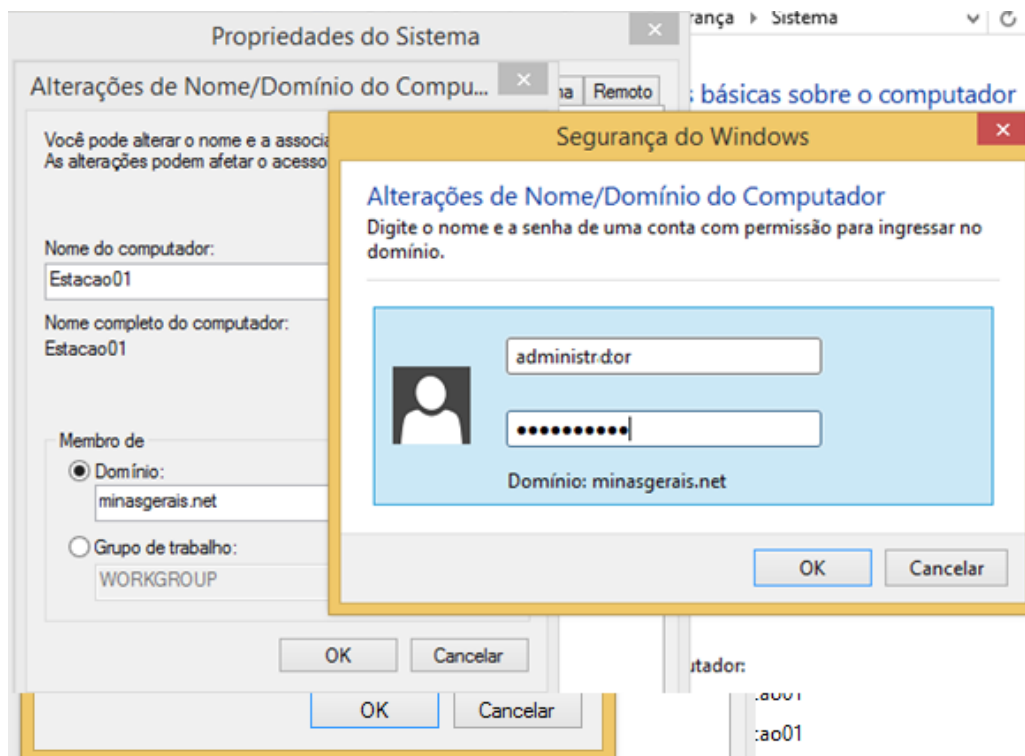 Propriedades do Sistema
rança ▸ Sistema
Alterações de Nome/Domínio do Compu...
Remoto
básicas sobre o computador
Você pode alterar o nome e a associa
As alterações podem afetar o acesso
Nome do computador:
Estacao01
Nome completo do computador:
Estacao01
Membro de
Domínio:
minasgerais.net
Grupo de trabalho:
WORKGROUP
OK
Cancelar
Segurança do Windows
Alterações de Nome/Domínio do Computador
Digite o nome e a senha de uma conta com permissão para ingressar no
domínio.
administrdor
●●●●●●●●●●
Domínio: minasgerais.net
OK
Cancelar
utador:
OK
Cancelar
cao01